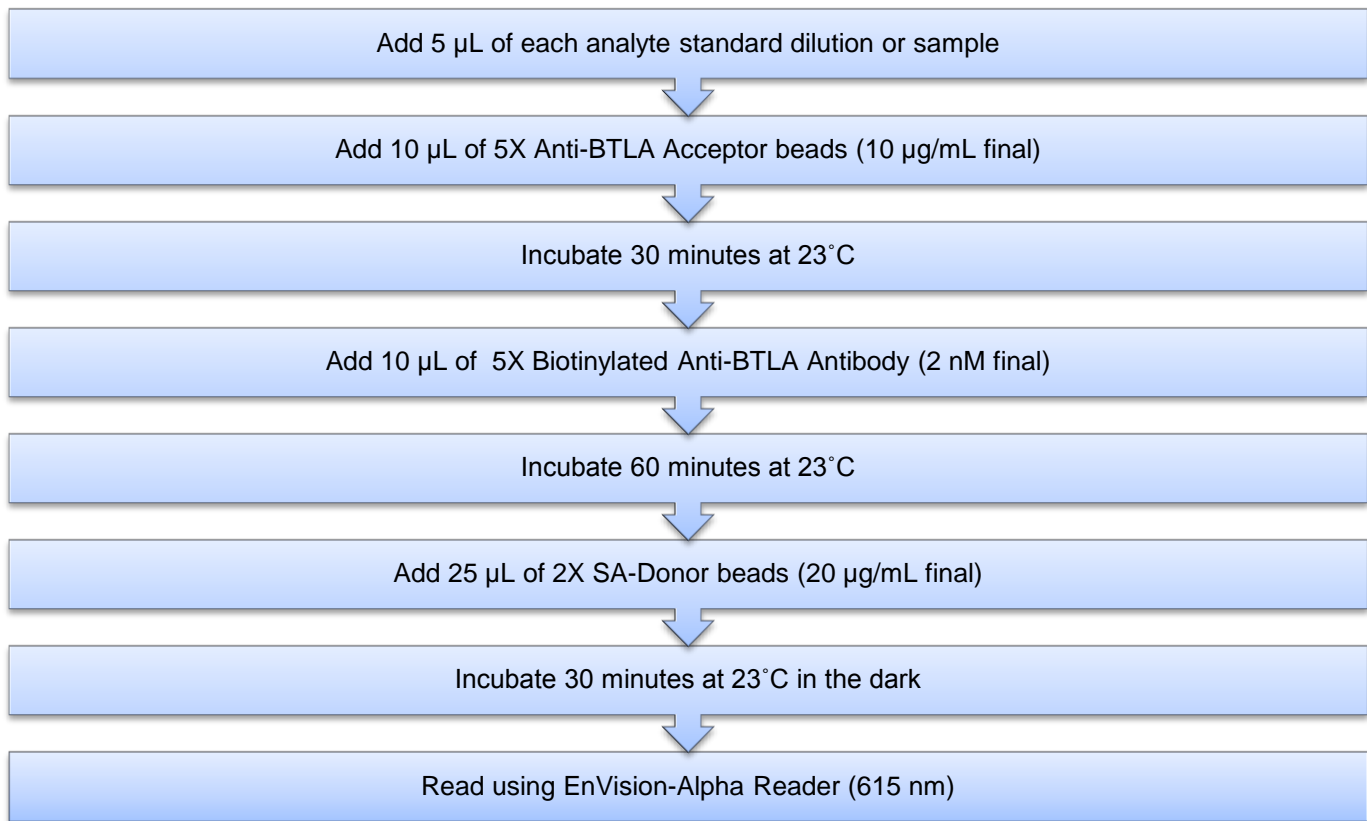 Add 5 µL of each analyte standard dilution or sample
Add 10 µL of 5X Anti-BTLA Acceptor beads (10 µg/mL final)
Incubate 30 minutes at 23˚C
Add 10 µL of  5X Biotinylated Anti-BTLA Antibody (2 nM final)
Incubate 60 minutes at 23˚C
Add 25 µL of 2X SA-Donor beads (20 µg/mL final)
Incubate 30 minutes at 23˚C in the dark
Read using EnVision-Alpha Reader (615 nm)